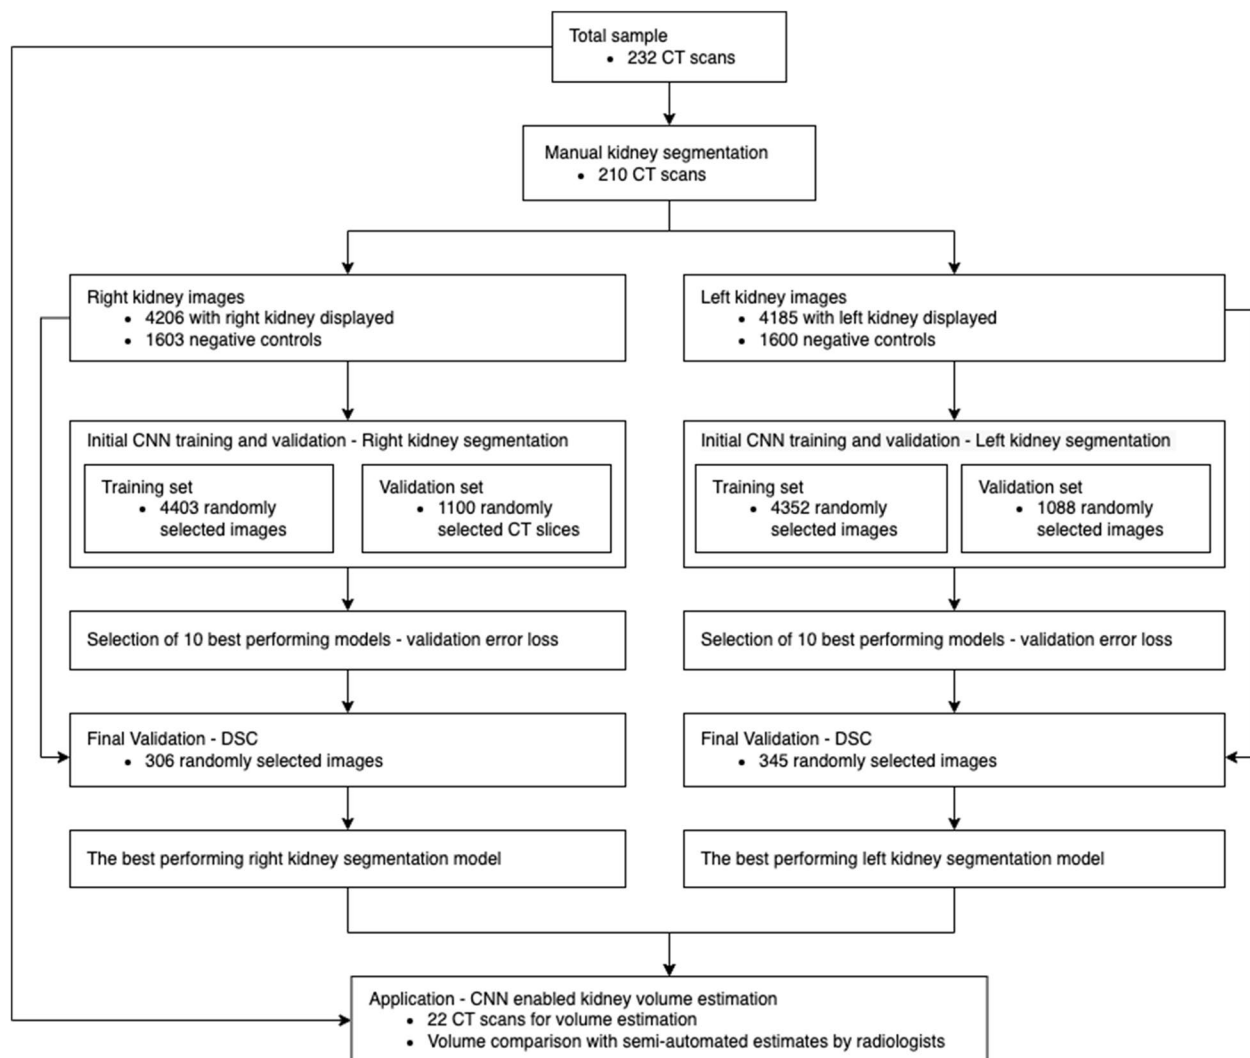 Total sample
• 232 CT scans
Manual kidney segmentation
• 210 CT scans
Right kidney images
• 4206 with right kidney displayed
• 1603 negative controls
Left kidney images
• 4185 with left kidney displayed
• 1600 negative controls
Initial CNN training and validation - Right kidney segmentation
Training set
• 4403 randomly
selected images
Validation set
• 1100 randomly
selected CT slices
Initial CNN training and validation - Left kidney segmentation
Training set
• 4352 randomly
selected images
Validation set
• 1088 randomly
selected images
Selection of 10 best performing models - validation error loss
Selection of 10 best performing models - validation error loss
Final Validation - DSC
• 306 randomly selected images
Final Validation - DSC
• 345 randomly selected images
The best performing right kidney segmentation model
The best performing left kidney segmentation model
Application - CNN enabled kidney volume estimation
• 22 CT scans for volume estimation
• Volume comparison with semi-automated estimates by radiologists